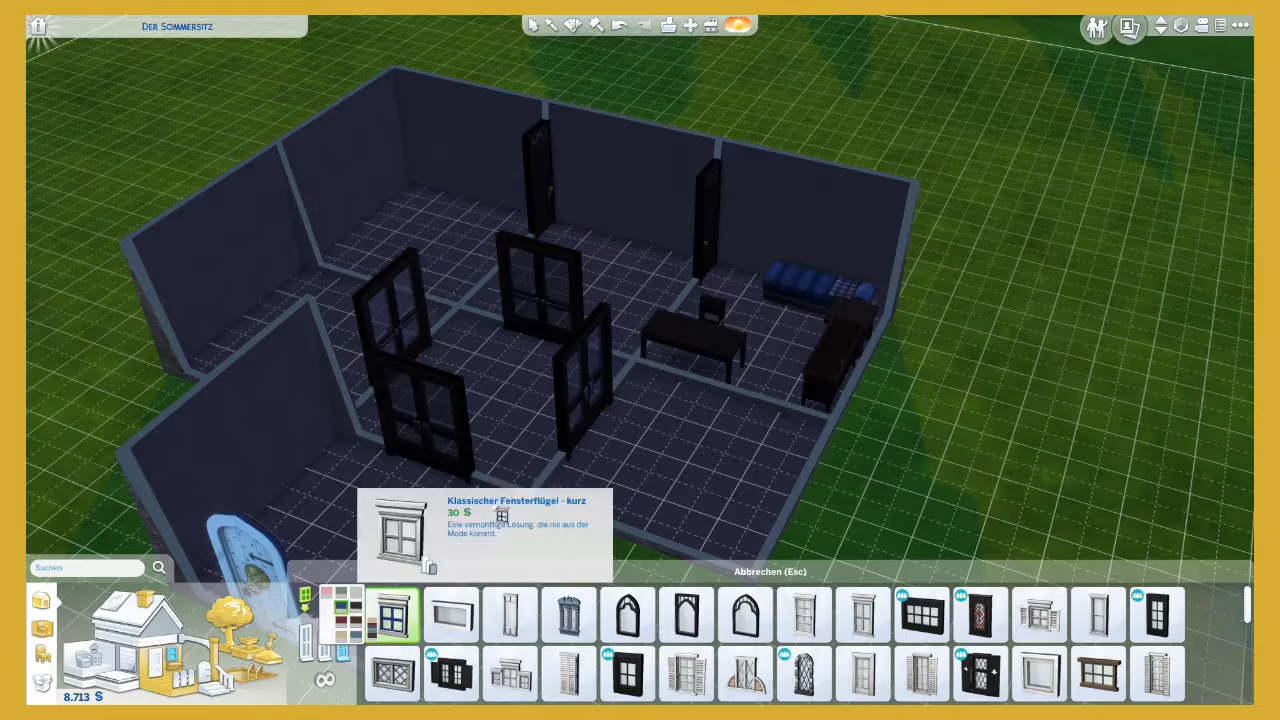 DER SOMMERSITZ
Klassischer Fensterflügel - kurz
30 §
Eine vernünftige Lösung, die nie aus der
Mode kommt.
Suchen
Abbrechen (Esc)
8.713 §